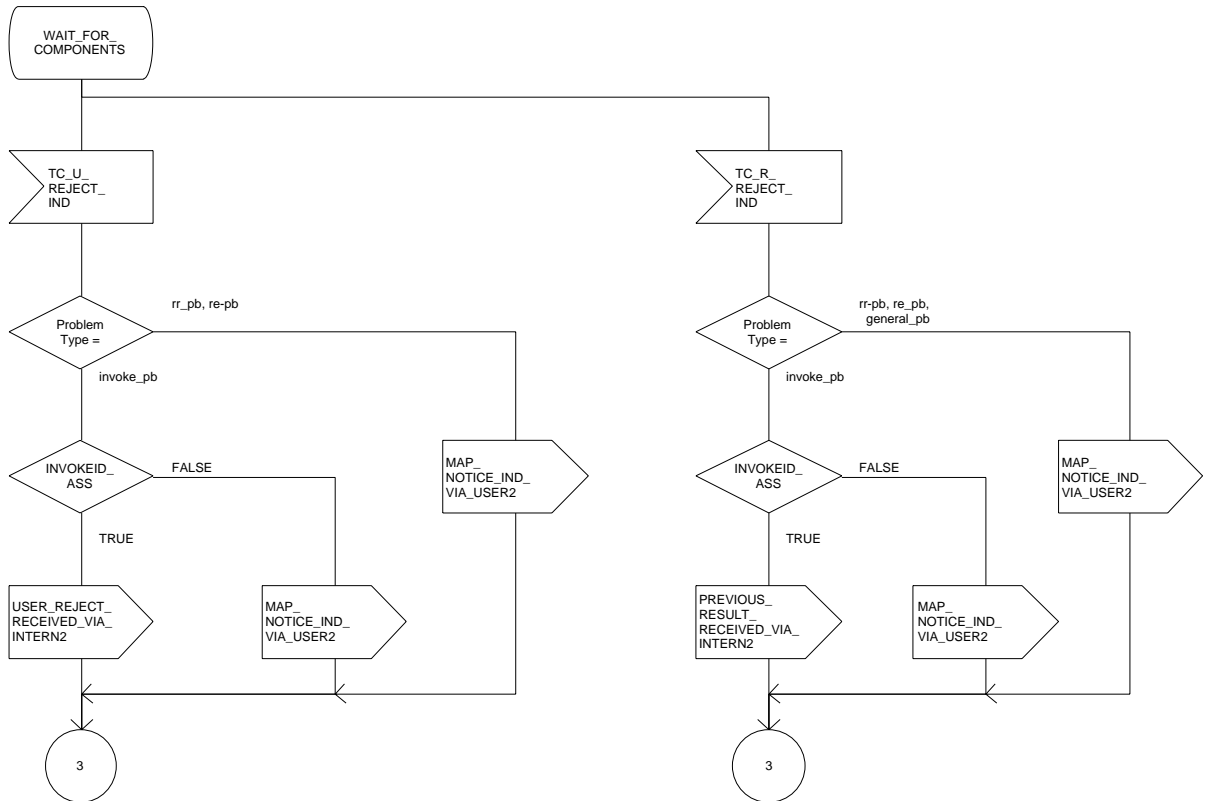 WAIT_FOR_
COMPONENTS
TC_U_
REJECT_
IND
TC_R_
REJECT_
IND
Problem
Type =
rr_pb, re-pb
invoke_pb
Problem
Type =
rr-pb, re_pb,
general_pb
invoke_pb
INVOKEID_
ASS
FALSE
TRUE
MAP_
NOTICE_IND_
VIA_USER2
INVOKEID_
ASS
FALSE
TRUE
MAP_
NOTICE_IND_
VIA_USER2
USER_REJECT_
RECEIVED_VIA_
INTERN2
MAP_
NOTICE_IND_
VIA_USER2
PREVIOUS_
RESULT_
RECEIVED_VIA_
INTERN2
MAP_
NOTICE_IND_
VIA_USER2
3
3